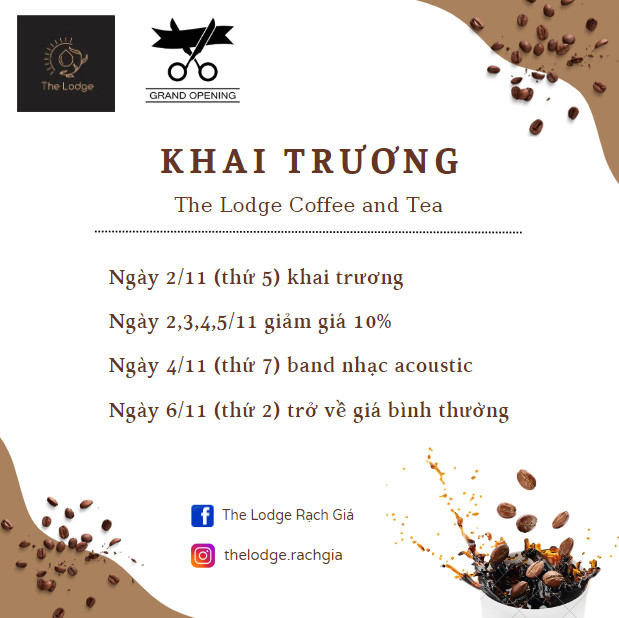 The Lodge
GRAND OPENING
KHAI TRƯƠNG
The Lodge Coffee and Tea
Ngày 2/11 (thứ 5) khai trương
Ngày 2,3,4,5/11 giảm giá 10%
Ngày 4/11 (thứ 7) band nhạc acoustic
Ngày 6/11 (thứ 2) trở về giá bình thường
The Lodge Rạch Giá
thelodge.rachgia